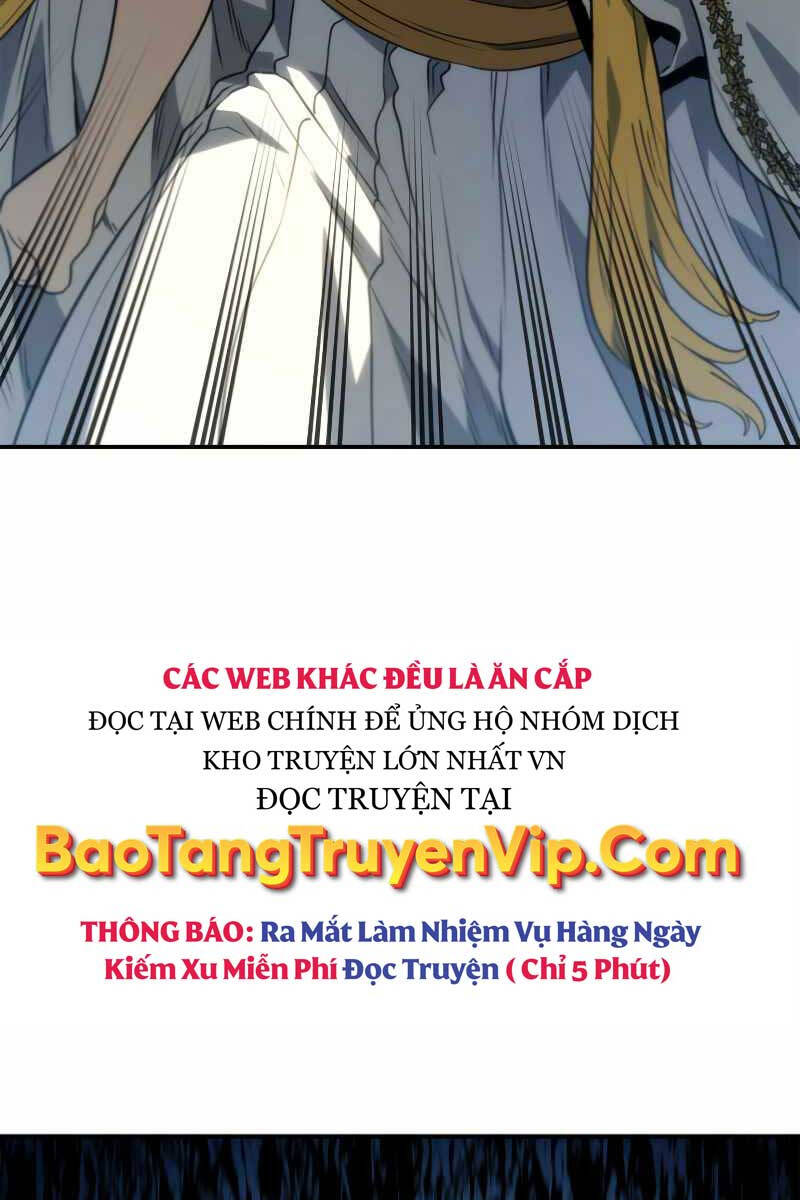 CÁC WEB KHÁC ĐỀU LÀ ĂN CẮP
ĐỌC TẠI WEB CHÍNH ĐỂ ỦNG HỘ NHÓM DỊCH
KHO TRUYỆN LỚN NHẤT VN
ĐỌC TRUYỆN TẠI
BaoTangTruyenVip.Com
THÔNG BÁO: Ra Mắt Làm Nhiệm Vụ Hàng Ngày
Kiếm Xu Miễn Phí Đọc Truyện ( Chỉ 5 Phút)